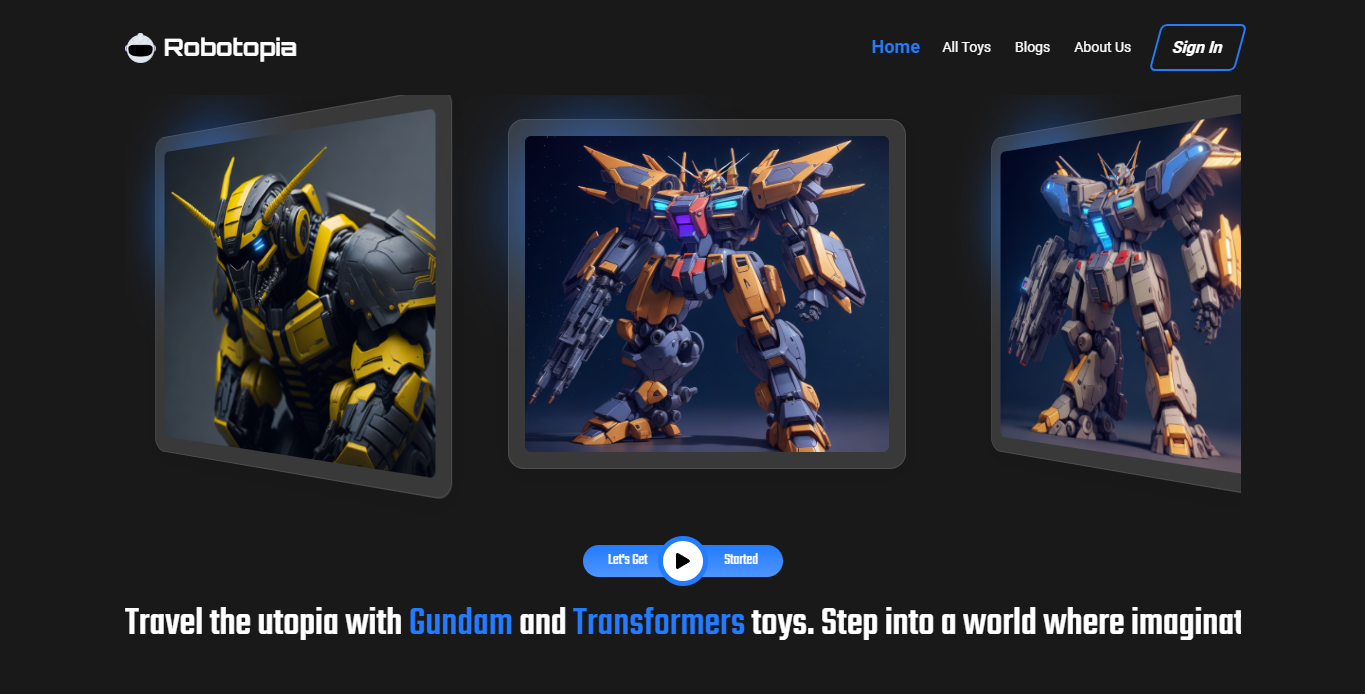 Robotopia
Home All Toys Blogs About Us Sign In
Let's Get Started
Travel the utopia with Gundam and Transformers toys. Step into a world where imaginat